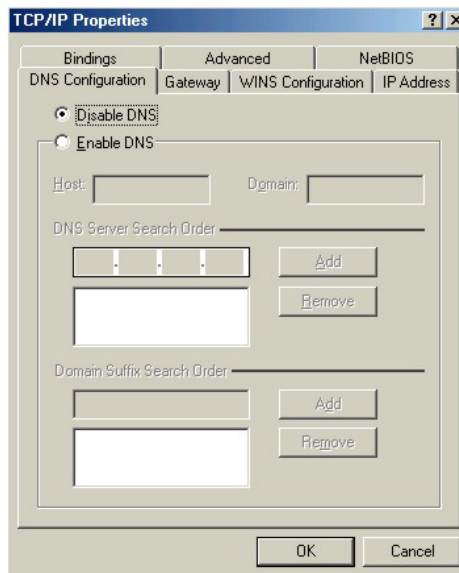 TCP/IP Properties
Bindings Advanced NetBIOS
DNS Configuration Gateway WINS Configuration IP Address
Disable DNS
Enable DNS
Host: Domain:
DNS Server Search Order
Add
Remove
Domain Suffix Search Order
Add
Remove
OK Cancel